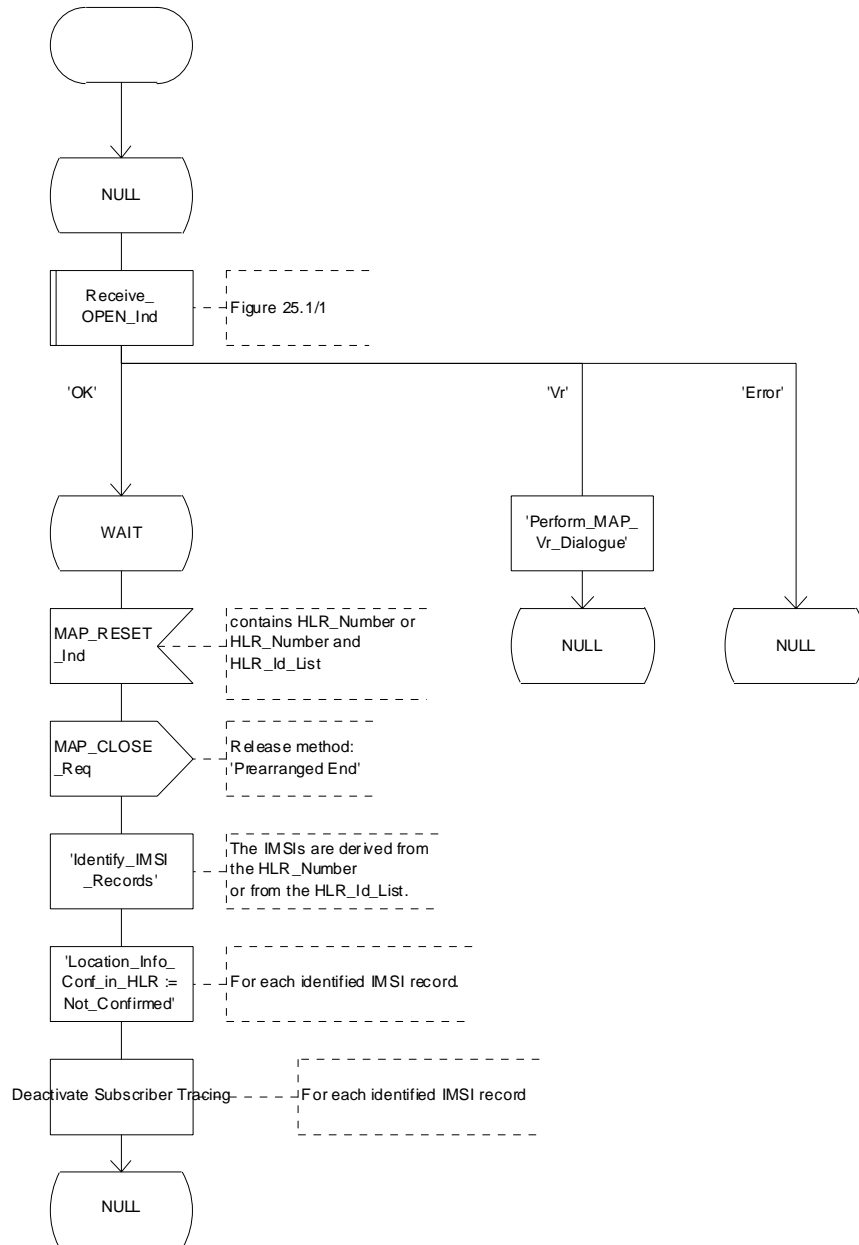 NULL
Receive_
OPEN_Ind
Figure 25.1/1
'OK'
'Vr'
'Error'
WAIT
'Perform_MAP_
Vr_Dialogue'
MAP_RESET
_Ind
contains HLR_Number or
HLR_Number and
HLR_Id_List
NULL
NULL
MAP_CLOSE
_Req
Release method:
'Prearranged End'
'Identify_IMSI
_Records'
The IMSIs are derived from
the HLR_Number
or from the HLR_Id_List.
'Location_Info_
Conf_in_HLR :=
Not_Confirmed'
For each identified IMSI record.
Deactivate Subscriber Tracing
For each identified IMSI record
NULL